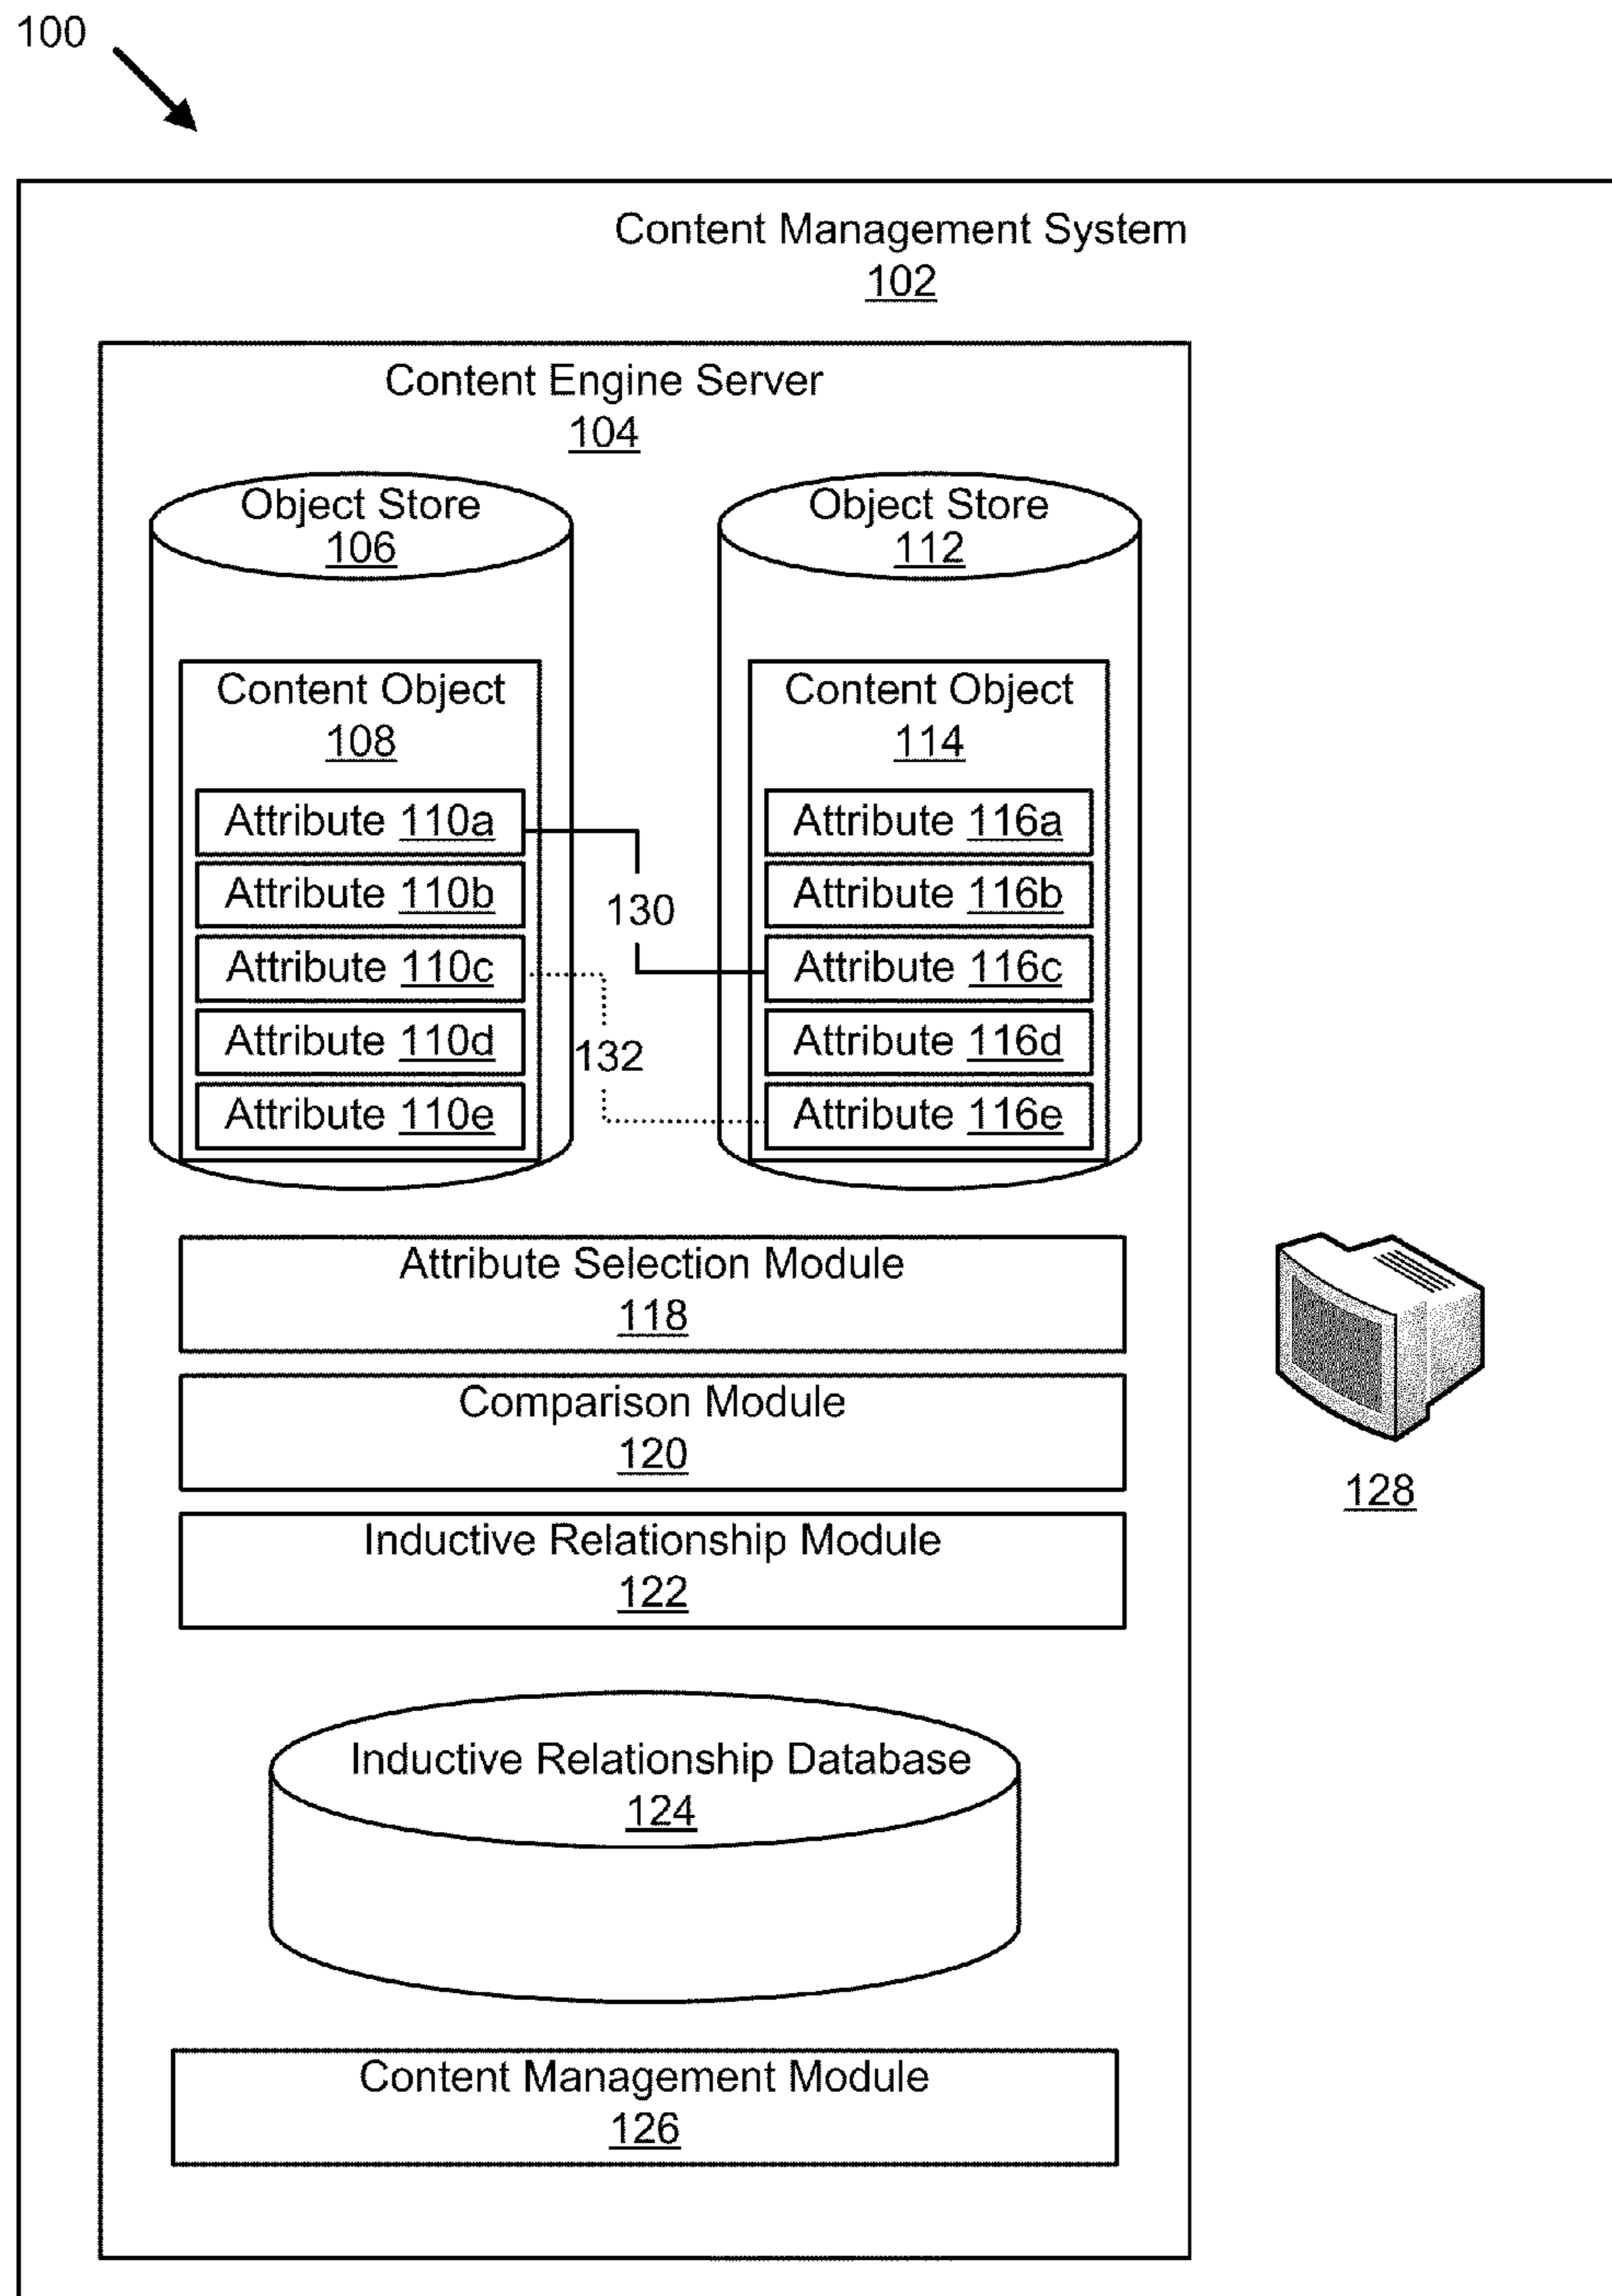 100
Content Management System
102
Content Engine Server
104
Object Store
106
Object Store
112
Content Object
108
Content Object
114
Attribute 110a
Attribute 110b
Attribute 110c
Attribute 110d
Attribute 110e
130
132
Attribute 116a
Attribute 116b
Attribute 116c
Attribute 116d
Attribute 116e
Attribute Selection Module
118
Comparison Module
120
Inductive Relationship Module
122
128
Inductive Relationship Database
124
Content Management Module
126